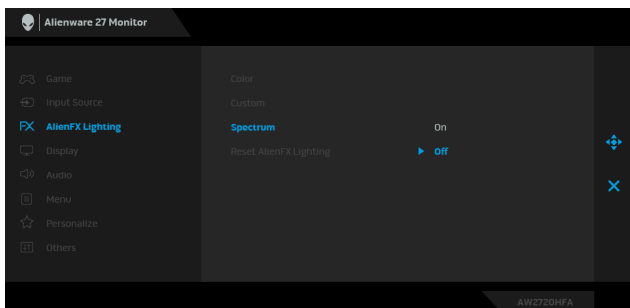 Alienware 27 Monitor
Game
Color
Input Source
Custom
FX AlienFX Lighting
Spectrum
On
Display
Reset AlienFX Lighting
Off
Audio
Menu
Personalize
Others
AW2720HFA